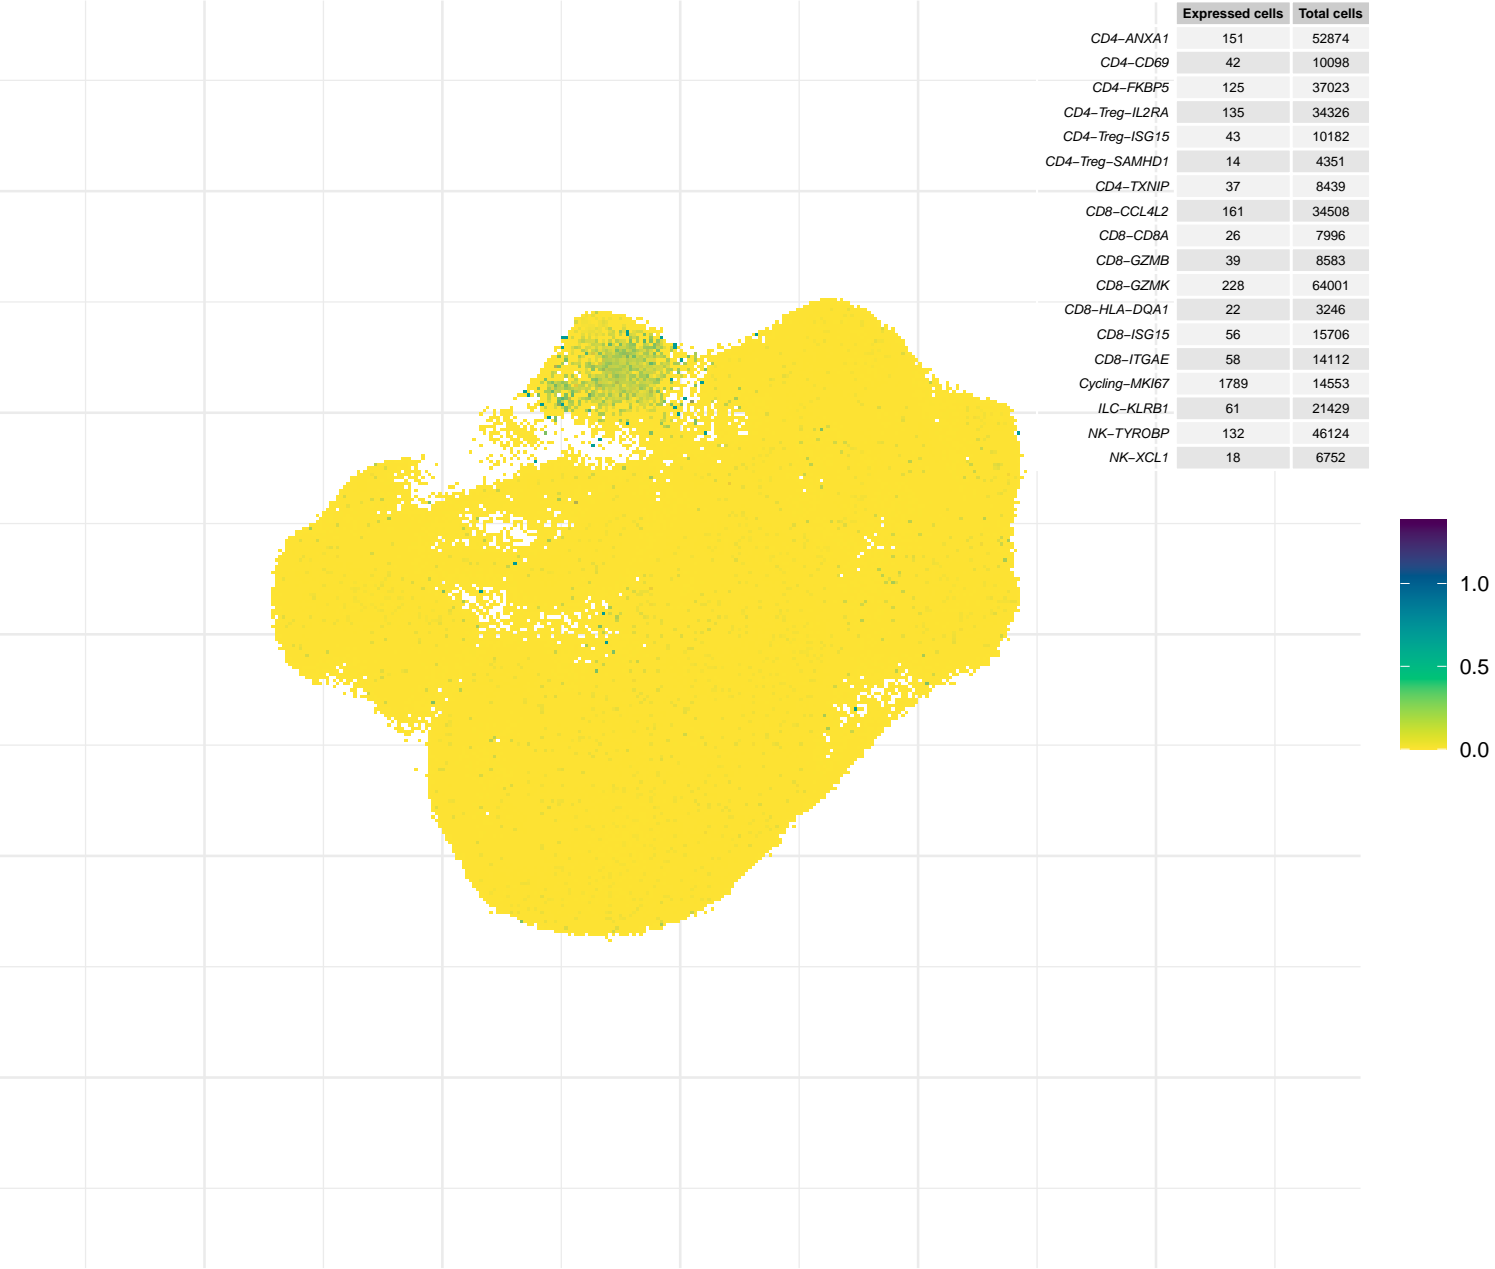 Expressed cells Total cells
CD4−ANXA1 151 52874
CD4−CD69 42 10098
CD4−FKBP5 125 37023
CD4−Treg−IL2RA 135 34326
CD4−Treg−ISG15 43 10182
CD4−Treg−SAMHD1 14 4351
CD4−TXNIP 37 8439
CD8−CCL4L2 161 34508
CD8−CD8A 26 7996
CD8−GZMB 39 8583
CD8−GZMK 228 64001
CD8−HLA−DQA1 22 3246
CD8−ISG15 56 15706
CD8−ITGAE 58 14112
Cycling−MKI67 1789 14553
ILC−KLRB1 61 21429
NK−TYROBP 132 46124
NK−XCL1 18 6752
1.0
0.5
0.0